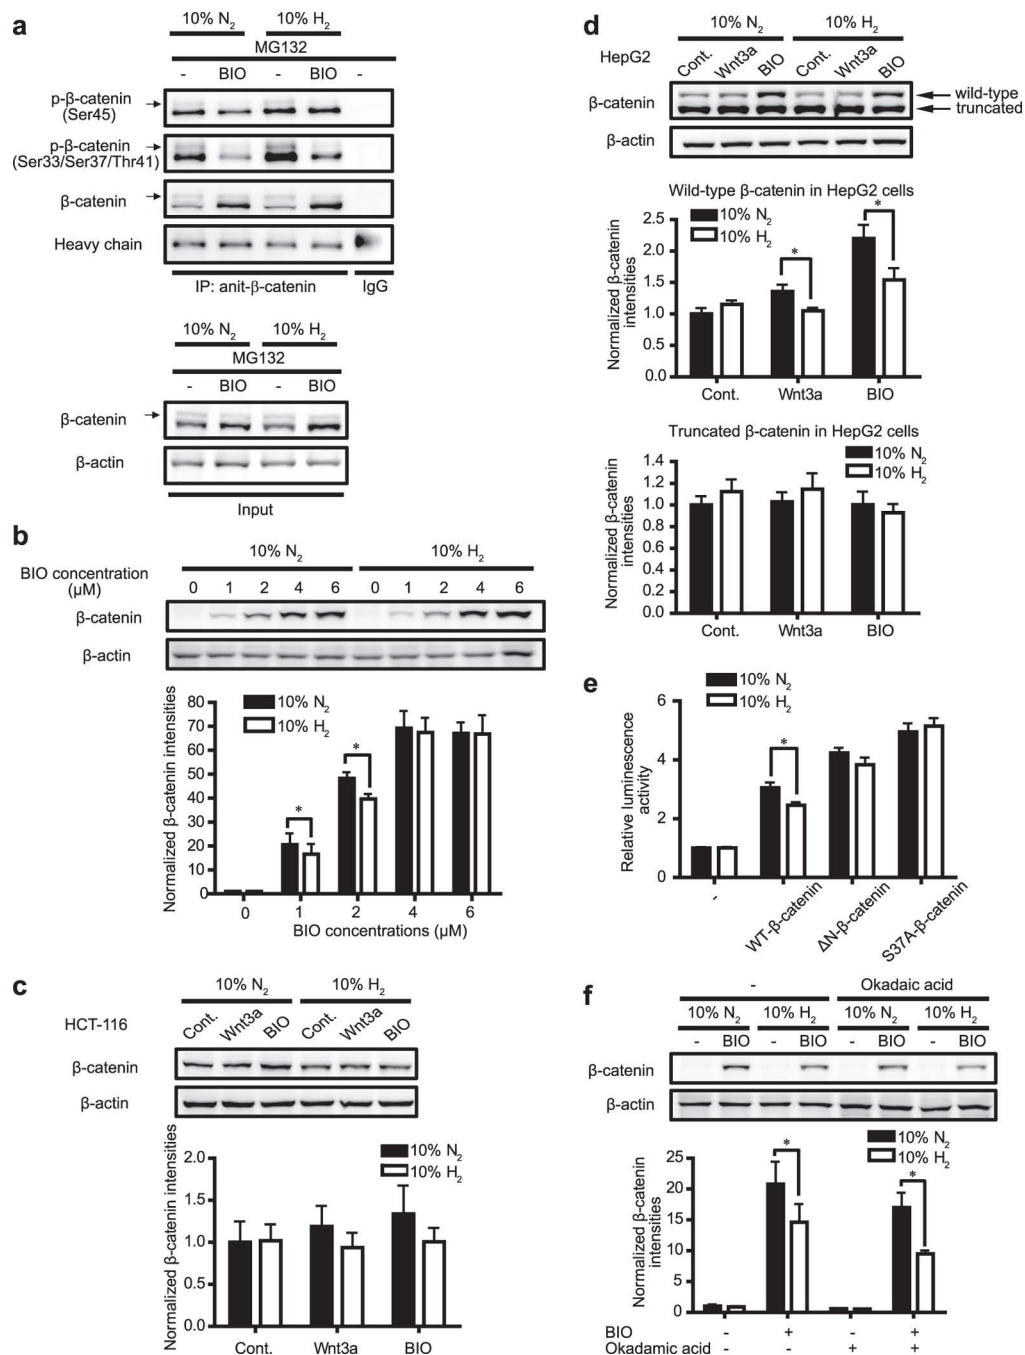 a
10% N2 10% H2
MG132
- BIO - BIO -
p-β-catenin
(Ser45)
p-β-catenin
(Ser33/Ser37/Thr41)
β-catenin
Heavy chain
IP: anit-β-catenin IgG
10% N2 10% H2
MG132
- BIO - BIO
β-catenin
β-actin
Input
b
10% N2 10% H2
BIO concentration
(μM)
0 1 2 4 6 0 1 2 4 6
β-catenin
β-actin
Normalized β-catenin intensities
80
70
60
50
40
30
20
10
0
10% N2
10% H2
* *
0 1 2 4 6
BIO concentrations (μM)
c
10% N2 10% H2
HCT-116
Cont. Wnt3a BIO Cont. Wnt3a BIO
β-catenin
β-actin
Normalized β-catenin intensities
2.0
1.5
1.0
0.5
0.0
10% N2
10% H2
Cont. Wnt3a BIO
d
10% N2 10% H2
HepG2
Cont. Wnt3a BIO Cont. Wnt3a BIO
β-catenin
wild-type
truncated
β-actin
Wild-type β-catenin in HepG2 cells
Normalized β-catenin
intensities
2.5
2.0
1.5
1.0
0.5
0.0
10% N2
10% H2
* *
Cont. Wnt3a BIO
Truncated β-catenin in HepG2 cells
Normalized β-catenin
intensities
1.4
1.2
1.0
0.8
0.6
0.4
0.2
0.0
10% N2
10% H2
Cont. Wnt3a BIO
e
Relative luminescence
activity
6
4
2
0
10% N2
10% H2
*
- WT-β-catenin ΔN-β-catenin S37A-β-catenin
f
- Okadaic acid
10% N2 10% H2 10% N2 10% H2
- BIO - BIO - BIO - BIO
β-catenin
β-actin
Normalized β-catenin
intensities
25
20
15
10
5
0
10% N2
10% H2
* *
BIO - + - +
Okadamic acid - - + +